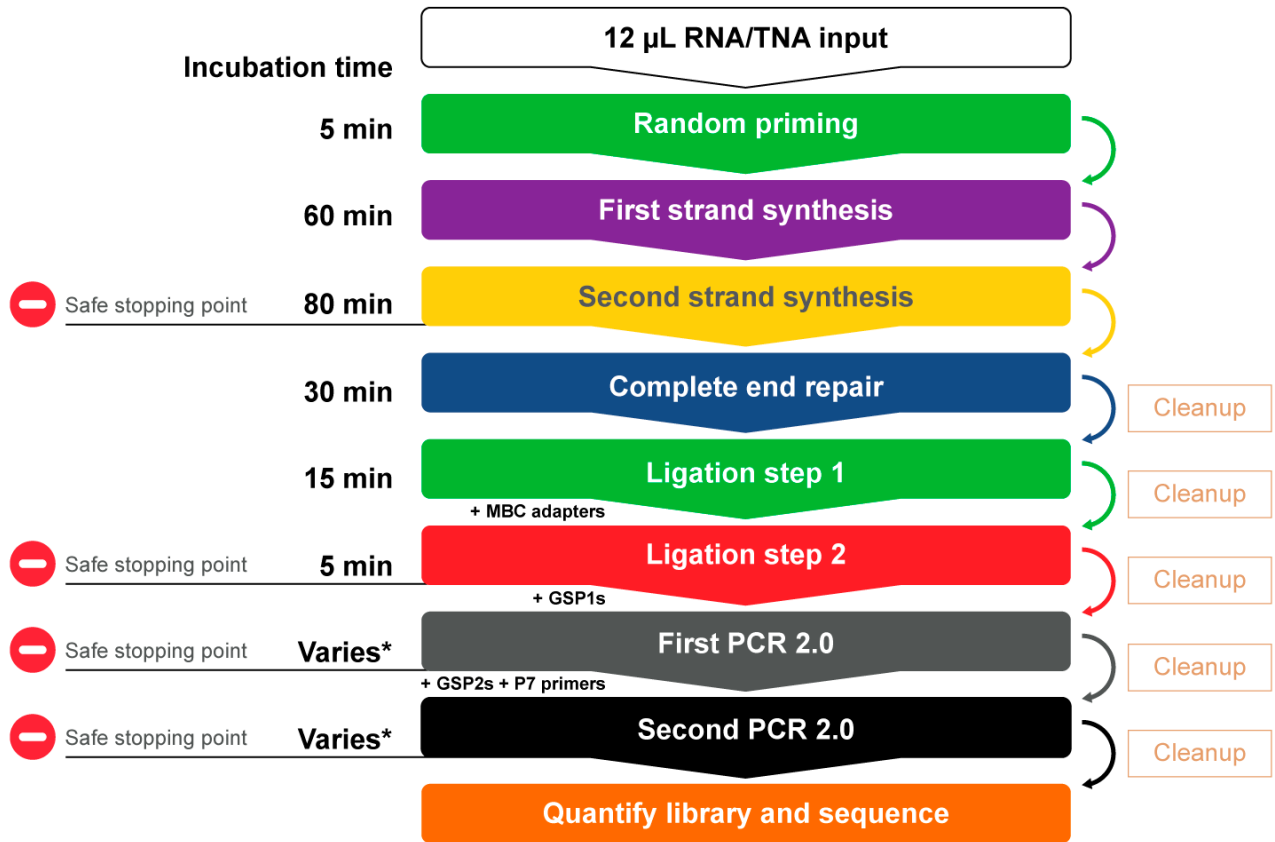 12 µL RNA/TNA input
Incubation time
5 min
Random priming
60 min
First strand synthesis
Safe stopping point
80 min
Second strand synthesis
30 min
Complete end repair
Cleanup
15 min
Ligation step 1
Cleanup
+ MBC adapters
Safe stopping point
5 min
Ligation step 2
Cleanup
+ GSP1s
Safe stopping point
Varies*
First PCR 2.0
Cleanup
+ GSP2s + P7 primers
Safe stopping point
Varies*
Second PCR 2.0
Cleanup
Quantify library and sequence